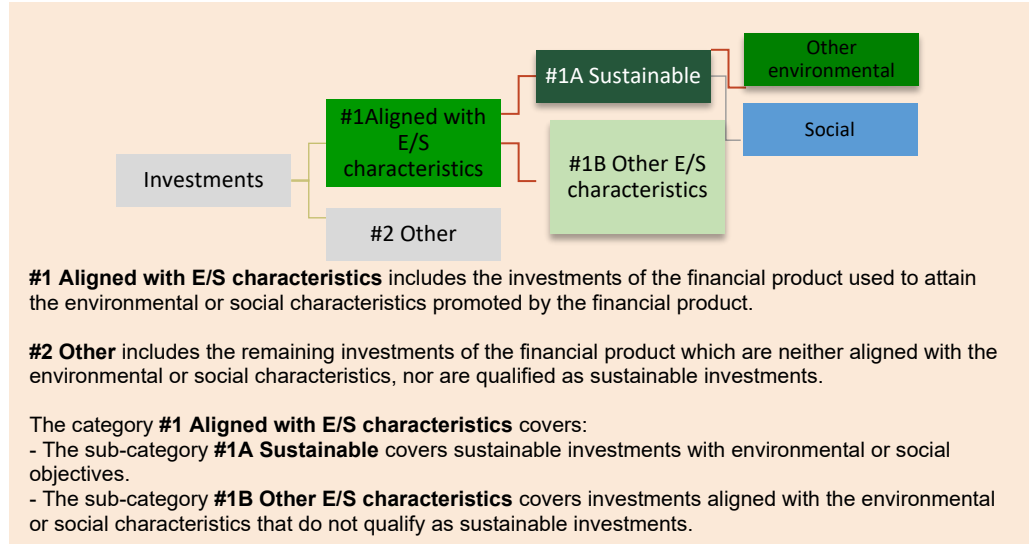 #1A Sustainable
Other
environmental
#1Aligned with
E/S
characteristics
Social
#1B Other E/S
characteristics
Investments
#2 Other
#1 Aligned with E/S characteristics includes the investments of the financial product used to attain
the environmental or social characteristics promoted by the financial product.
#2 Other includes the remaining investments of the financial product which are neither aligned with the
environmental or social characteristics, nor are qualified as sustainable investments.
The category #1 Aligned with E/S characteristics covers:
- The sub-category #1A Sustainable covers sustainable investments with environmental or social
objectives.
- The sub-category #1B Other E/S characteristics covers investments aligned with the environmental
or social characteristics that do not qualify as sustainable investments.